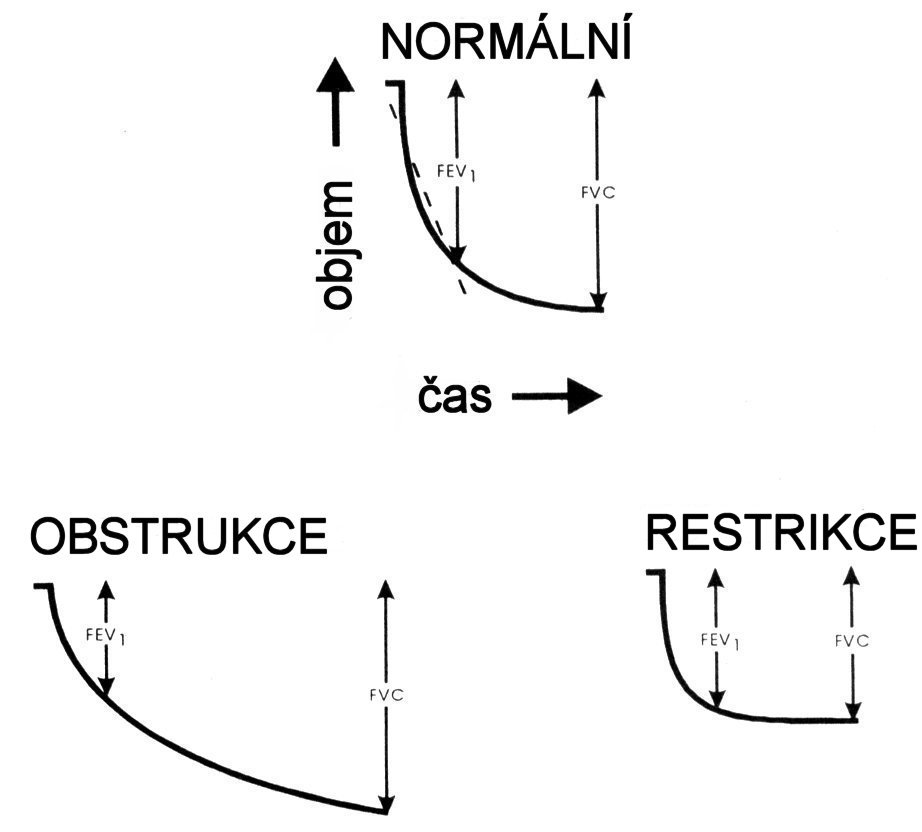 NORMÁLNÍ
objem
FEV1
FVC
čas
OBSTRUKCE
FEV1
FVC
RESTRIKCE
FEV1
FVC